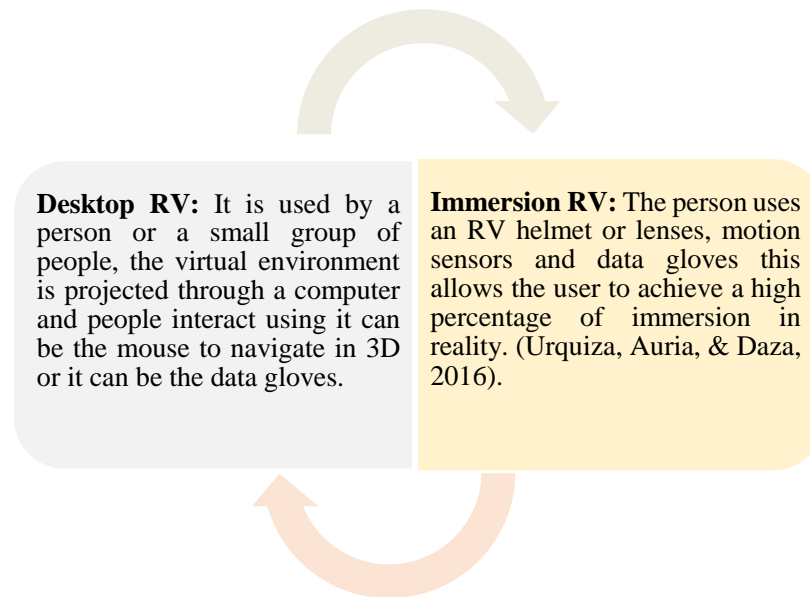 Desktop RV: It is used by a
person or a small group of
people, the virtual environment
is projected through a computer
and people interact using it can
be the mouse to navigate in 3D
or it can be the data gloves.
Immersion RV: The person uses
an RV helmet or lenses, motion
sensors and data gloves this
allows the user to achieve a high
percentage of immersion in
reality. (Urquiza, Auria, & Daza,
2016).